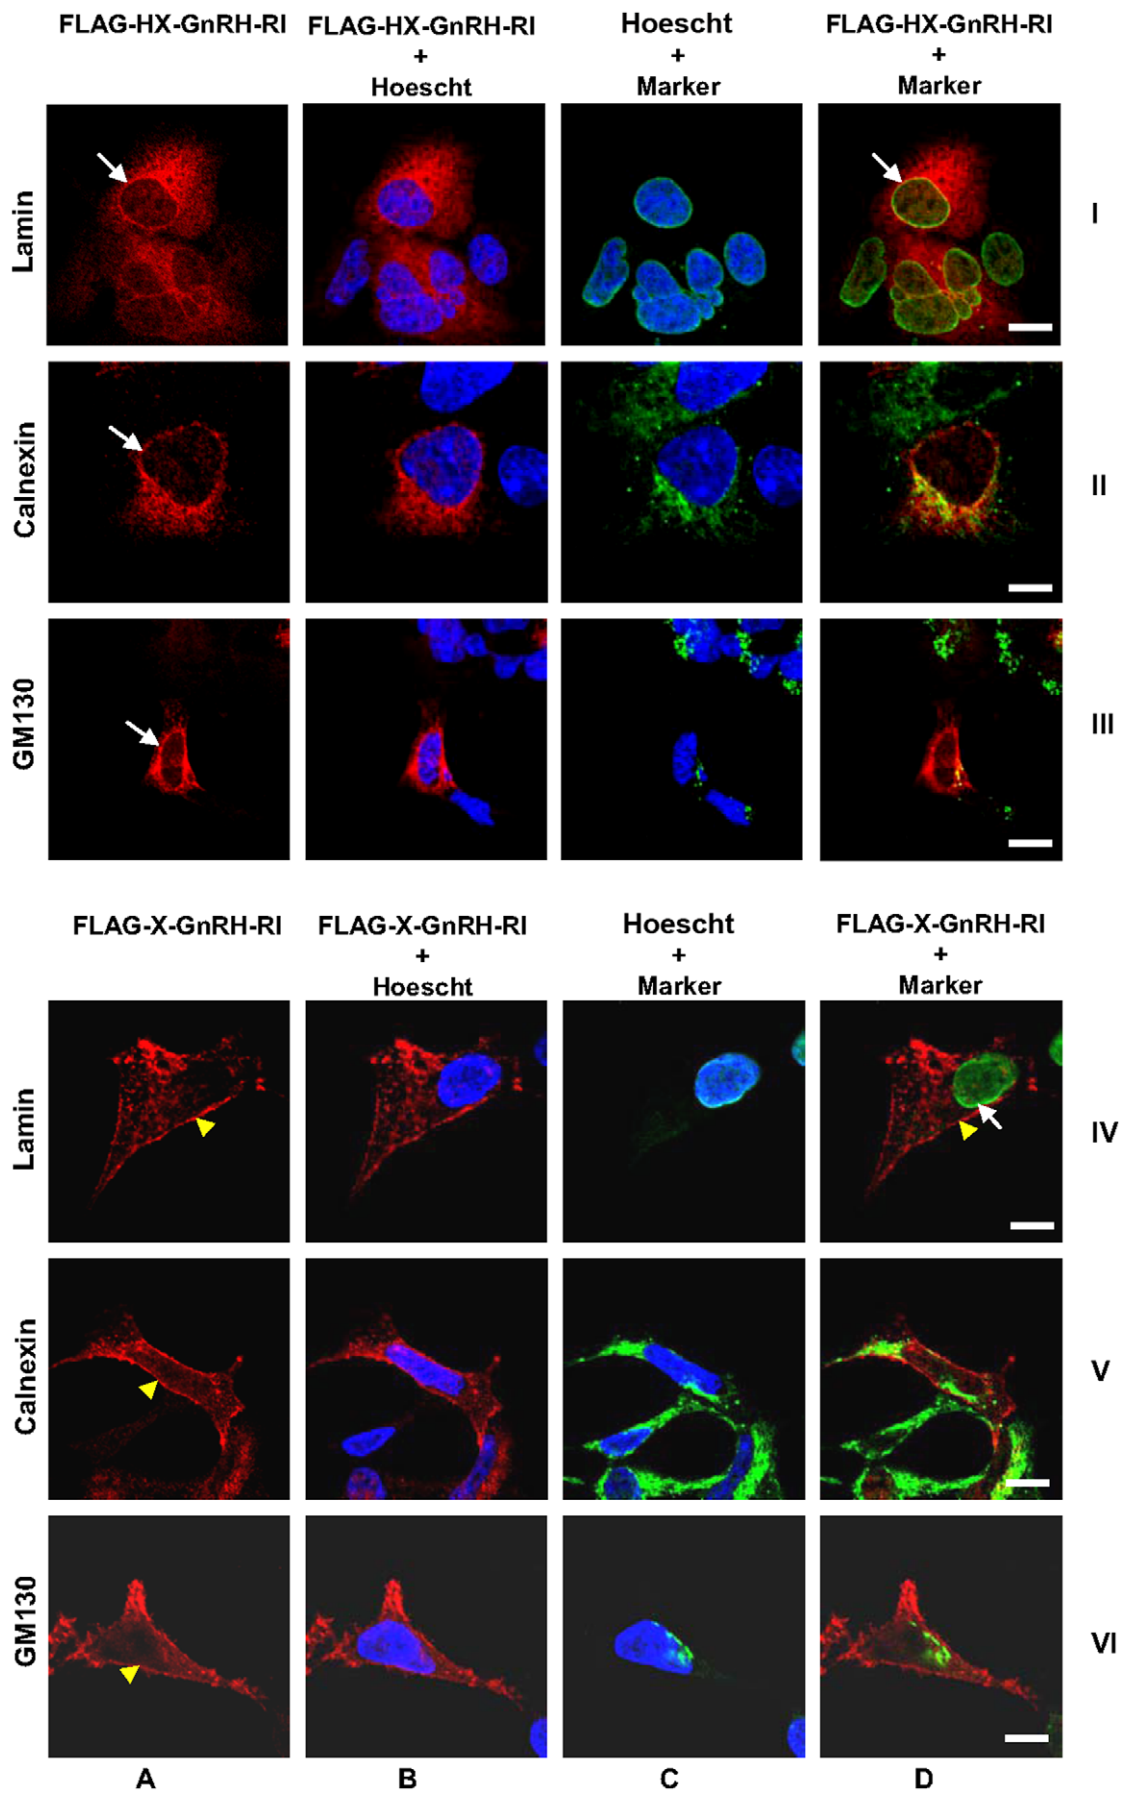 FLAG-HX-GnRH-RI
FLAG-HX-GnRH-RI
+
Hoescht
Hoescht
+
Marker
FLAG-HX-GnRH-RI
+
Marker
Lamin
I
Calnexin
II
GM130
III
FLAG-X-GnRH-RI
FLAG-X-GnRH-RI
+
Hoescht
Hoescht
+
Marker
FLAG-X-GnRH-RI
+
Marker
Lamin
IV
Calnexin
V
GM130
VI
A
B
C
D